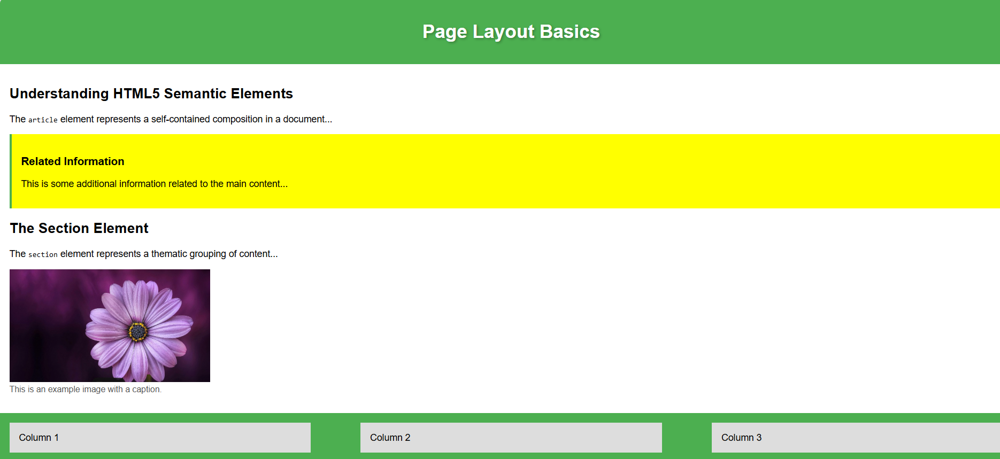 Page Layout Basics
Understanding HTML5 Semantic Elements
The article element represents a self-contained composition in a document...
Related Information
This is some additional information related to the main content...
The Section Element
The section element represents a thematic grouping of content...
This is an example image with a caption.
Column 1
Column 2
Column 3